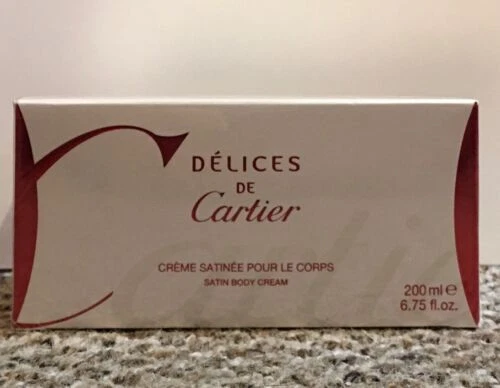 DÉLICES
DE
Cartier
CRÈME SATINÉE POUR LE CORPS
SATIN BODY CREAM
200 ml e
6.75 fl.oz.